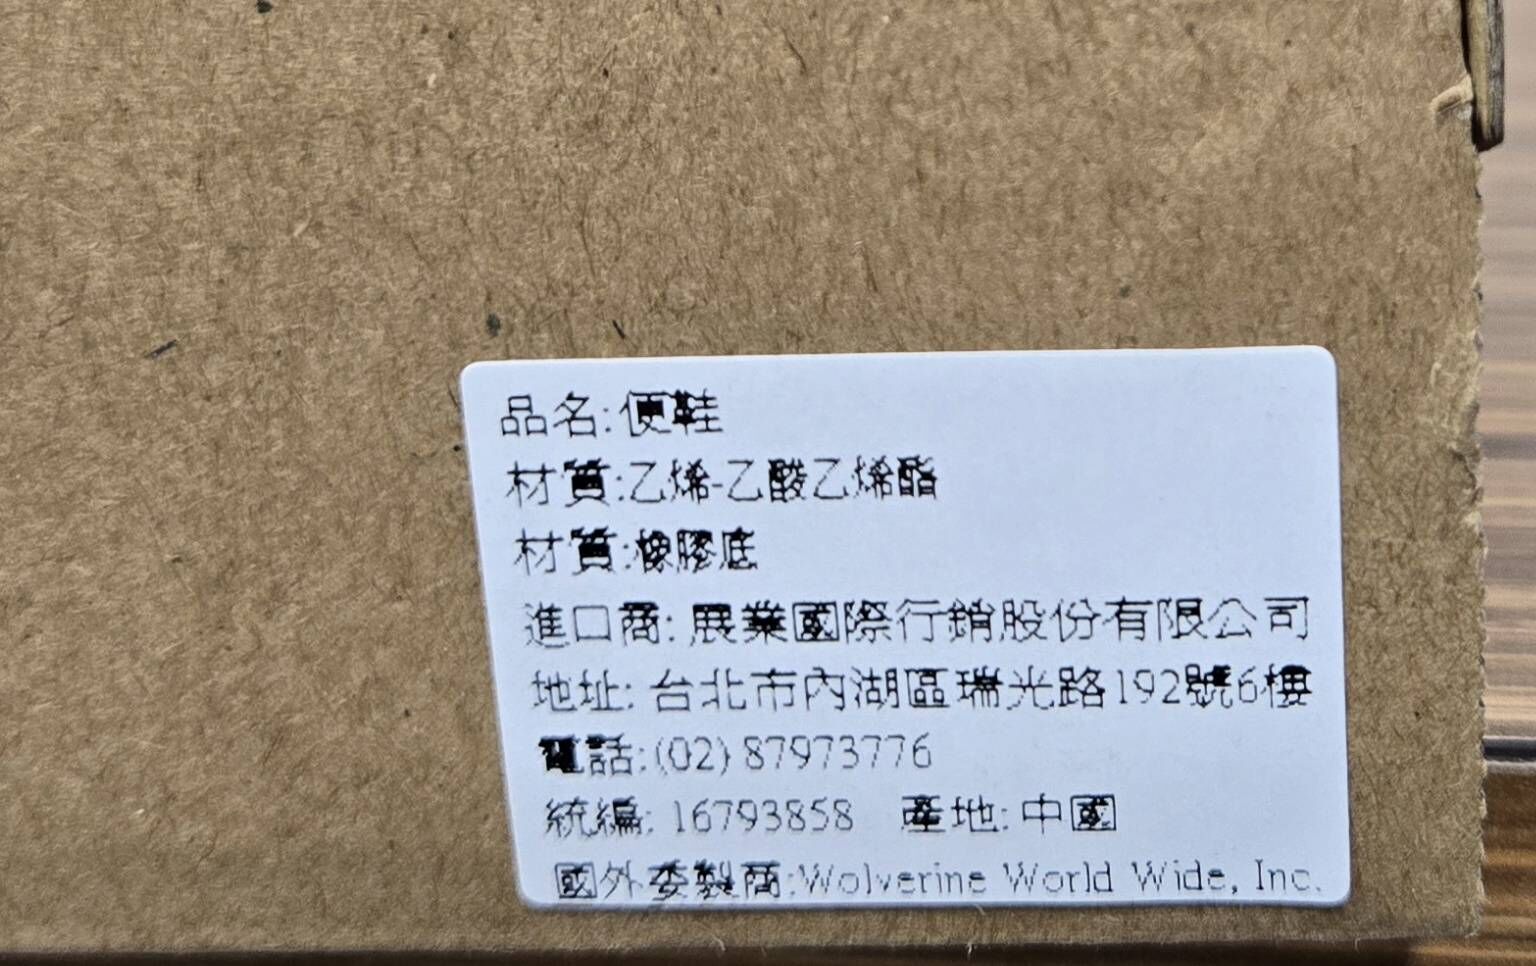 品名: 便鞋
材質:乙烯-乙酸乙烯酯
材質:橡膠底
進口商: 展業國際行銷股份有限公司
地址: 台北市內湖區瑞光路192號6樓
電話:(02) 87973776
統編: 16793858 產地: 中國
國外委製商:Wolverine World Wide, Inc.